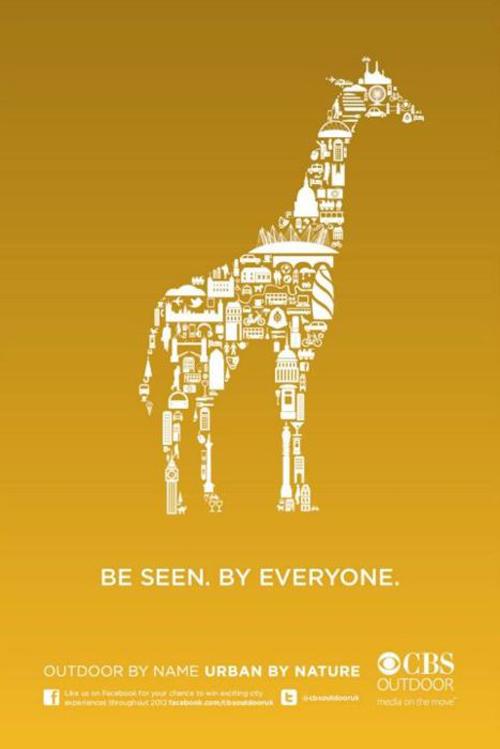 BE SEEN. BY EVERYONE.
OUTDOOR BY NAME URBAN BY NATURE
Like us on Facebook for your chance to win exciting city
experiences throughout 2013 facebook.com/cbsoutdooruk
@cbsoutdooruk
CBS
OUTDOOR
media on the move